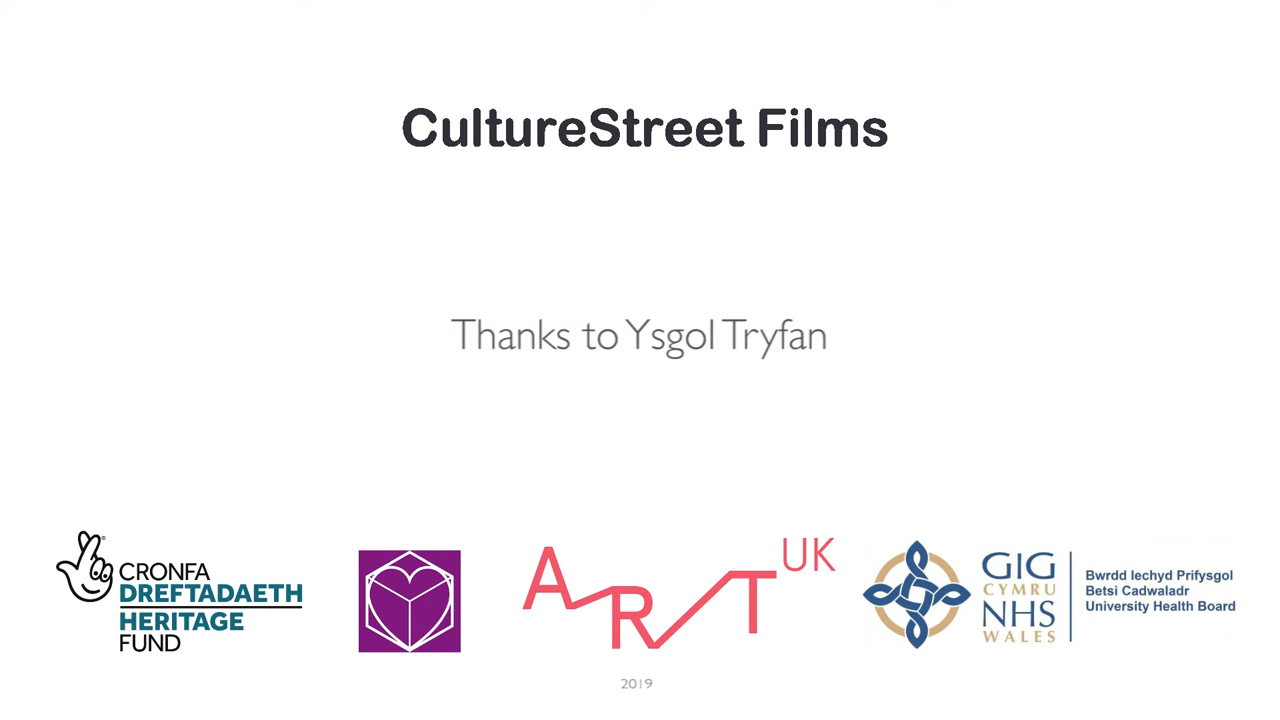 CultureStreet Films
Thanks to Ysgol Tryfan
CRONFA
DREFTADAETH
HERITAGE
FUND
ART UK
GIG
CYMRU
NHS
WALES
Bwrdd Iechyd Prifysgol
Betsi Cadwaladr
University Health Board
2019